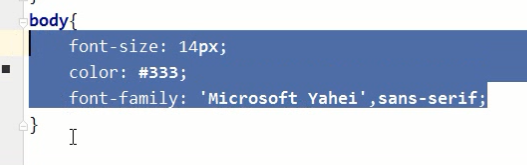 body{
font-size: 14px;
color: #333;
font-family: 'Microsoft Yahei',sans-serif;
}